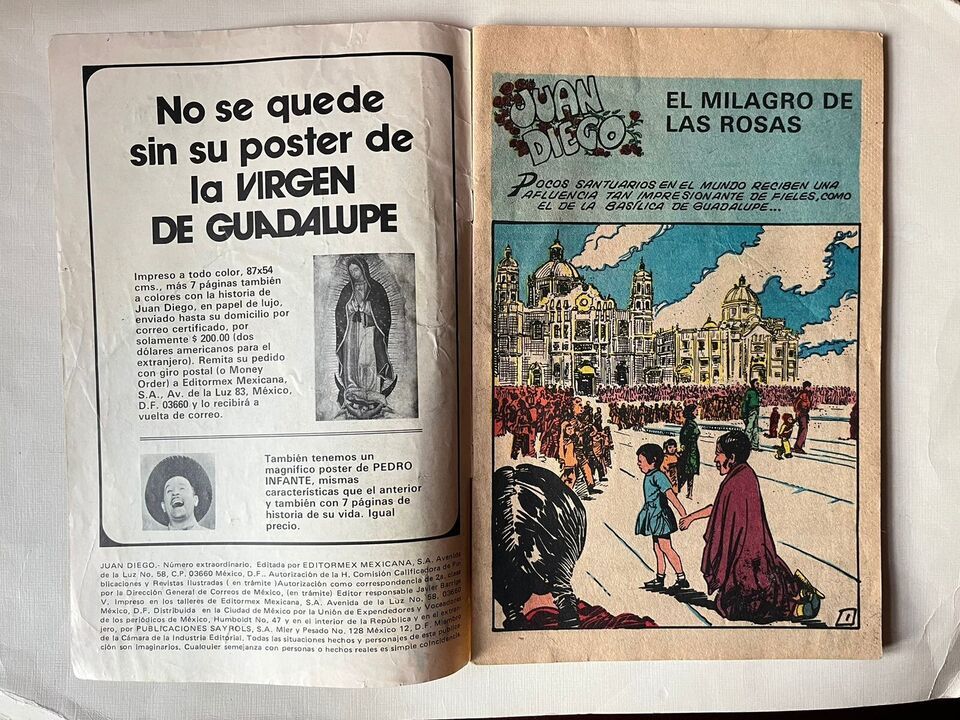 No se quede
sin su poster de
la VIRGEN
DE GUADALUPE
Impreso a todo color, 87x54
cms., más 7 páginas también
a colores con la historia de
Juan Diego, en papel de lujo,
enviado hasta su domicilio por
correo certificado, por
solamente $ 200.00 (dos
dólares americanos para el
extranjero). Remita su pedido
con giro postal (o Money
Order) a Editormex Mexicana,
S.A., Av. de la Luz 83, México,
D.F. 03660 y lo recibirá a
vuelta de correo.
También tenemos un
magnífico poster de PEDRO
INFANTE, mismas
características que el anterior
y también con 7 páginas de
historia de su vida. Igual
precio.
JUAN DIEGO.- Número extraordinario. Editada por EDITORMEX MEXICANA, S.A. Avenida
de la Luz No. 58, C.P. 03660 México, D.F.. Autorización de la H. Comisión Calificadora de Pu-
blicaciones y Revistas Ilustradas ( en trámite )Autorización como correspondencia de 2a. clase
por la Dirección General de Correos de México, (en trámite) Editor responsable Javier Barriga
V. Impreso en los talleres de Editormex Mexicana, S.A. Avenida de la Luz No. 58, 03660
México, D.F. Distribuida en la Ciudad de México por la Unión de Expendedores y Voceadores
de los periódicos de México, Humboldt No. 47 y en el interior de la República y en el extran-
jero, por PUBLICACIONES SAYROLS, S.A. Mier y Pesado No. 128 México 12, D.F. Miembro
de la Cámara de la Industria Editorial. Todas las situaciones hechos y personajes de esta publica
ción son Imaginarios. Cualquier semejanza con personas o hechos reales es simple coincidencia.
JUAN
DIEGO
EL MILAGRO DE
LAS ROSAS
POCOS SANTUARIOS EN EL MUNDO RECIBEN UNA
AFLUENCIA TAN IMPRESIONANTE DE FIELES, COMO
EL DE LA BASÍLICA DE GUADALUPE...
1